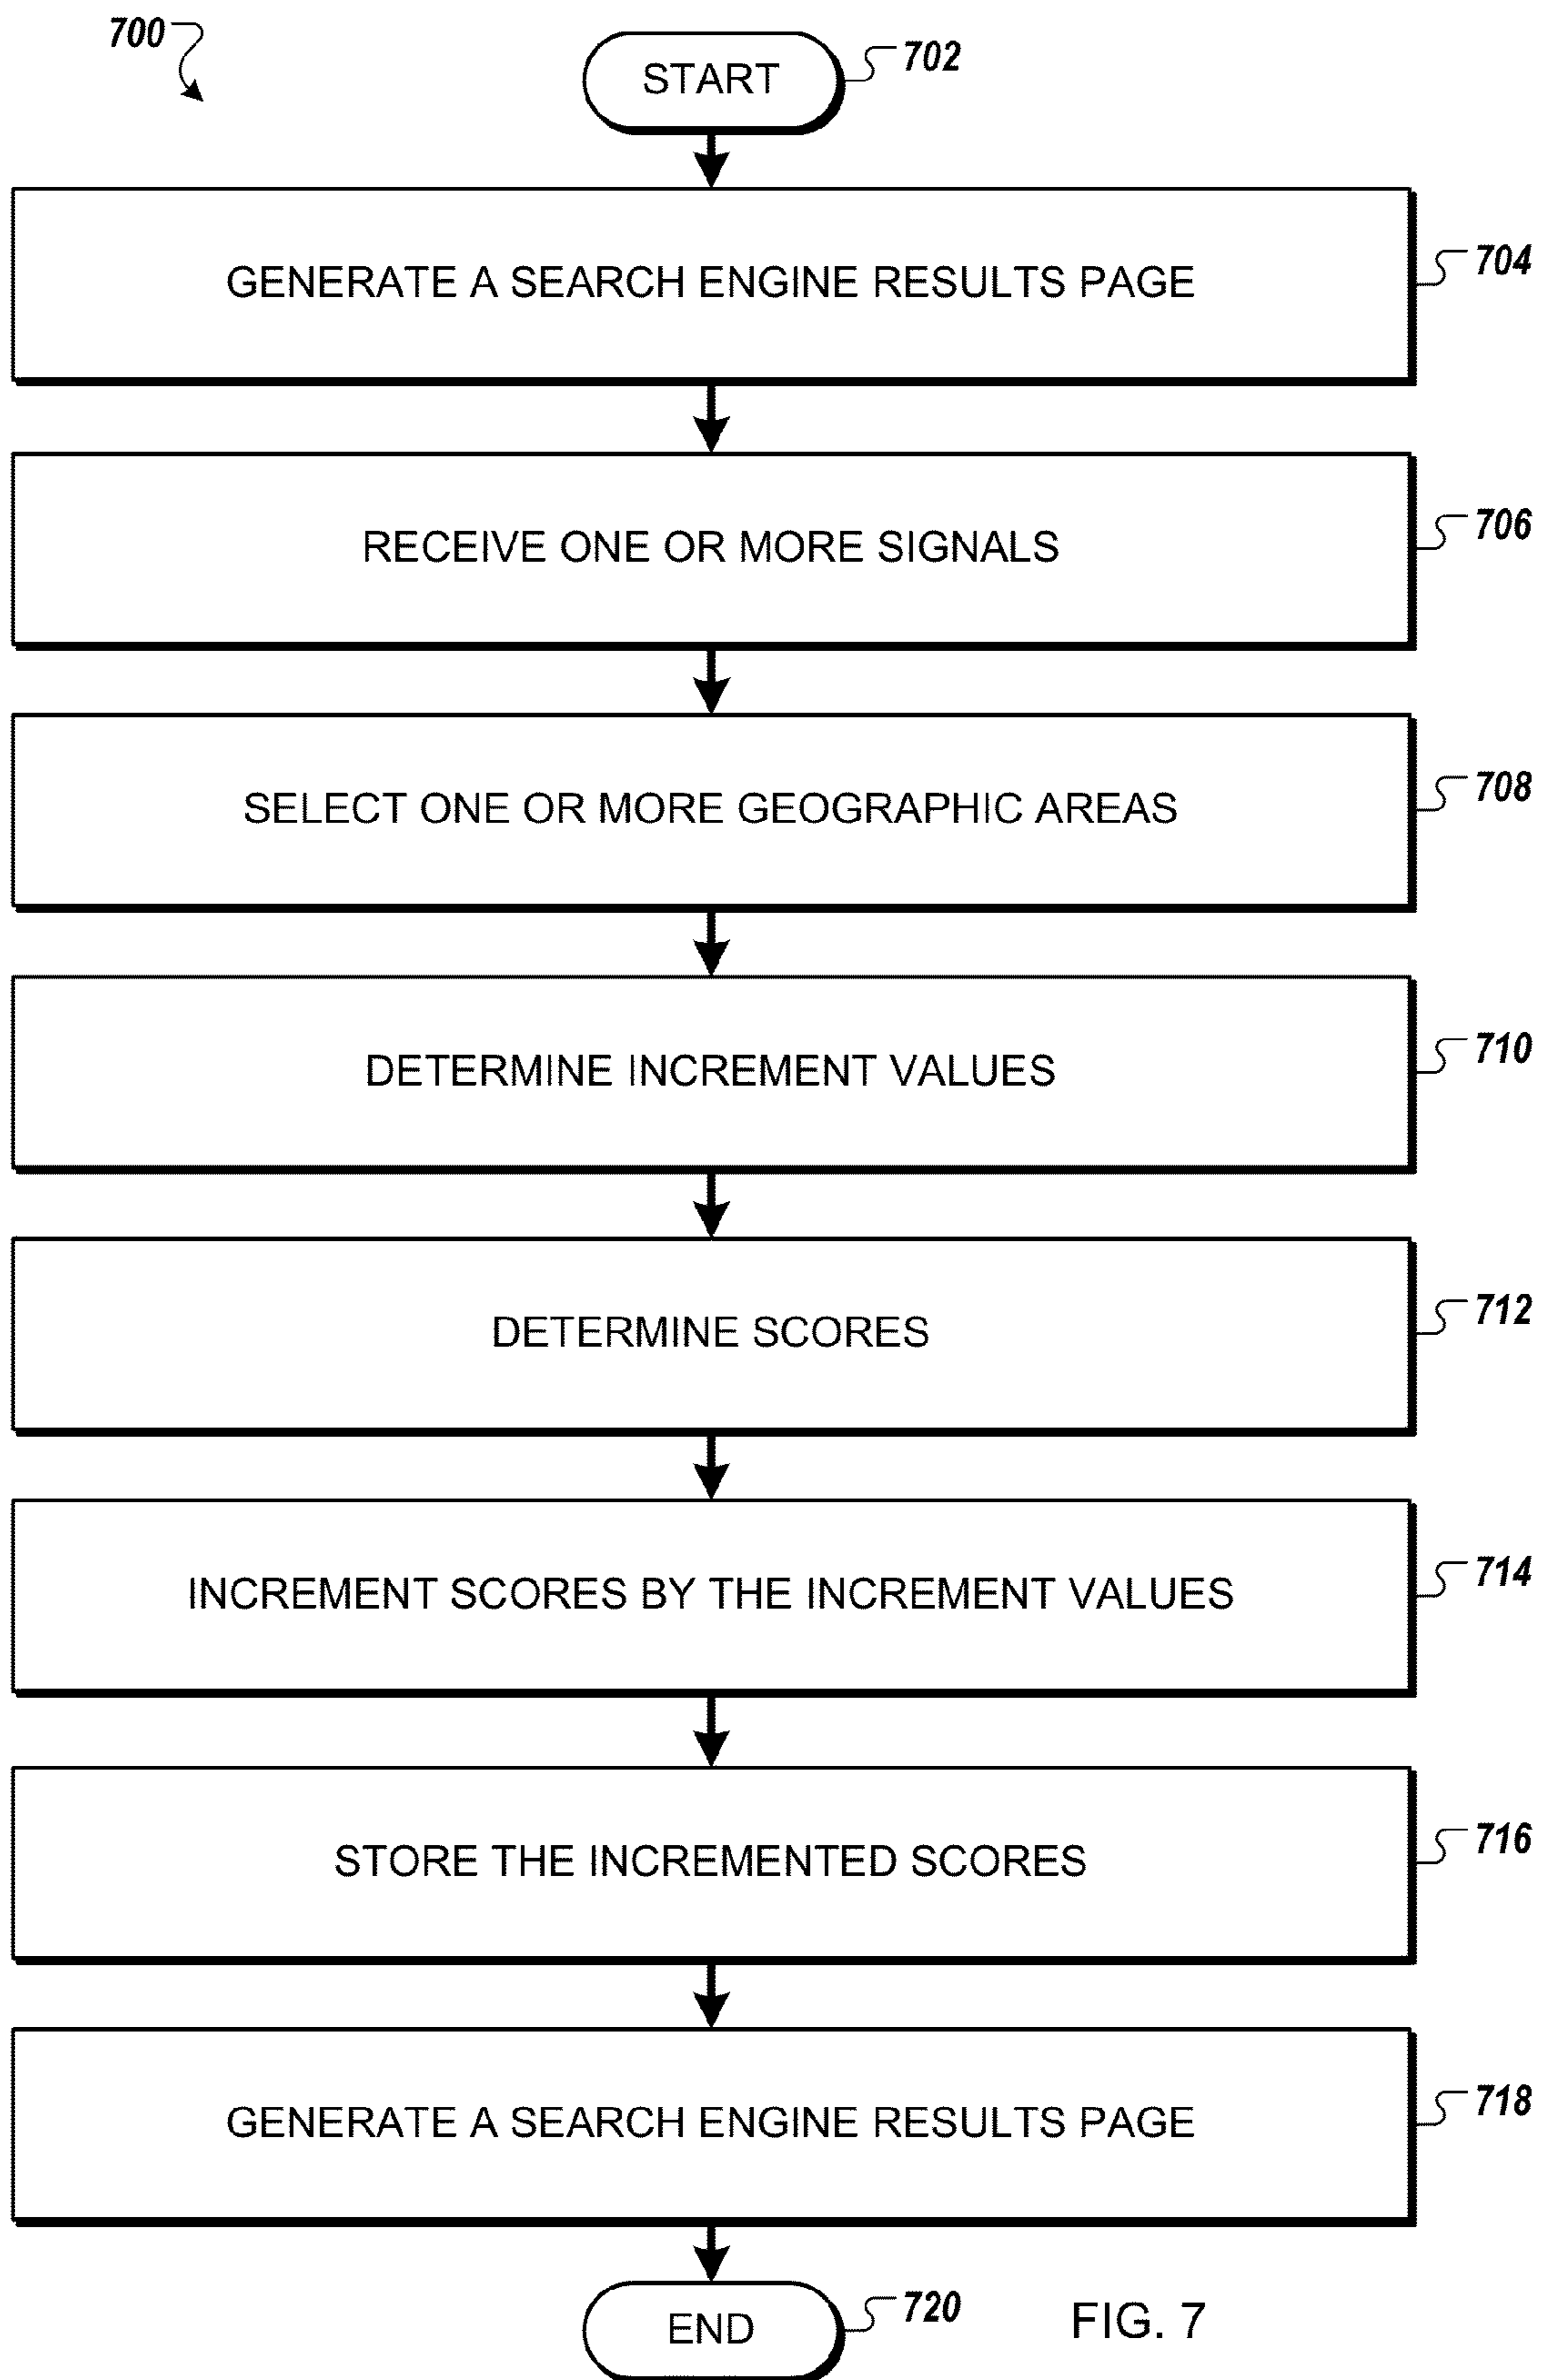 700
START
702
GENERATE A SEARCH ENGINE RESULTS PAGE
704
RECEIVE ONE OR MORE SIGNALS
706
SELECT ONE OR MORE GEOGRAPHIC AREAS
708
DETERMINE INCREMENT VALUES
710
DETERMINE SCORES
712
INCREMENT SCORES BY THE INCREMENT VALUES
714
STORE THE INCREMENTED SCORES
716
GENERATE A SEARCH ENGINE RESULTS PAGE
718
END
720
FIG. 7